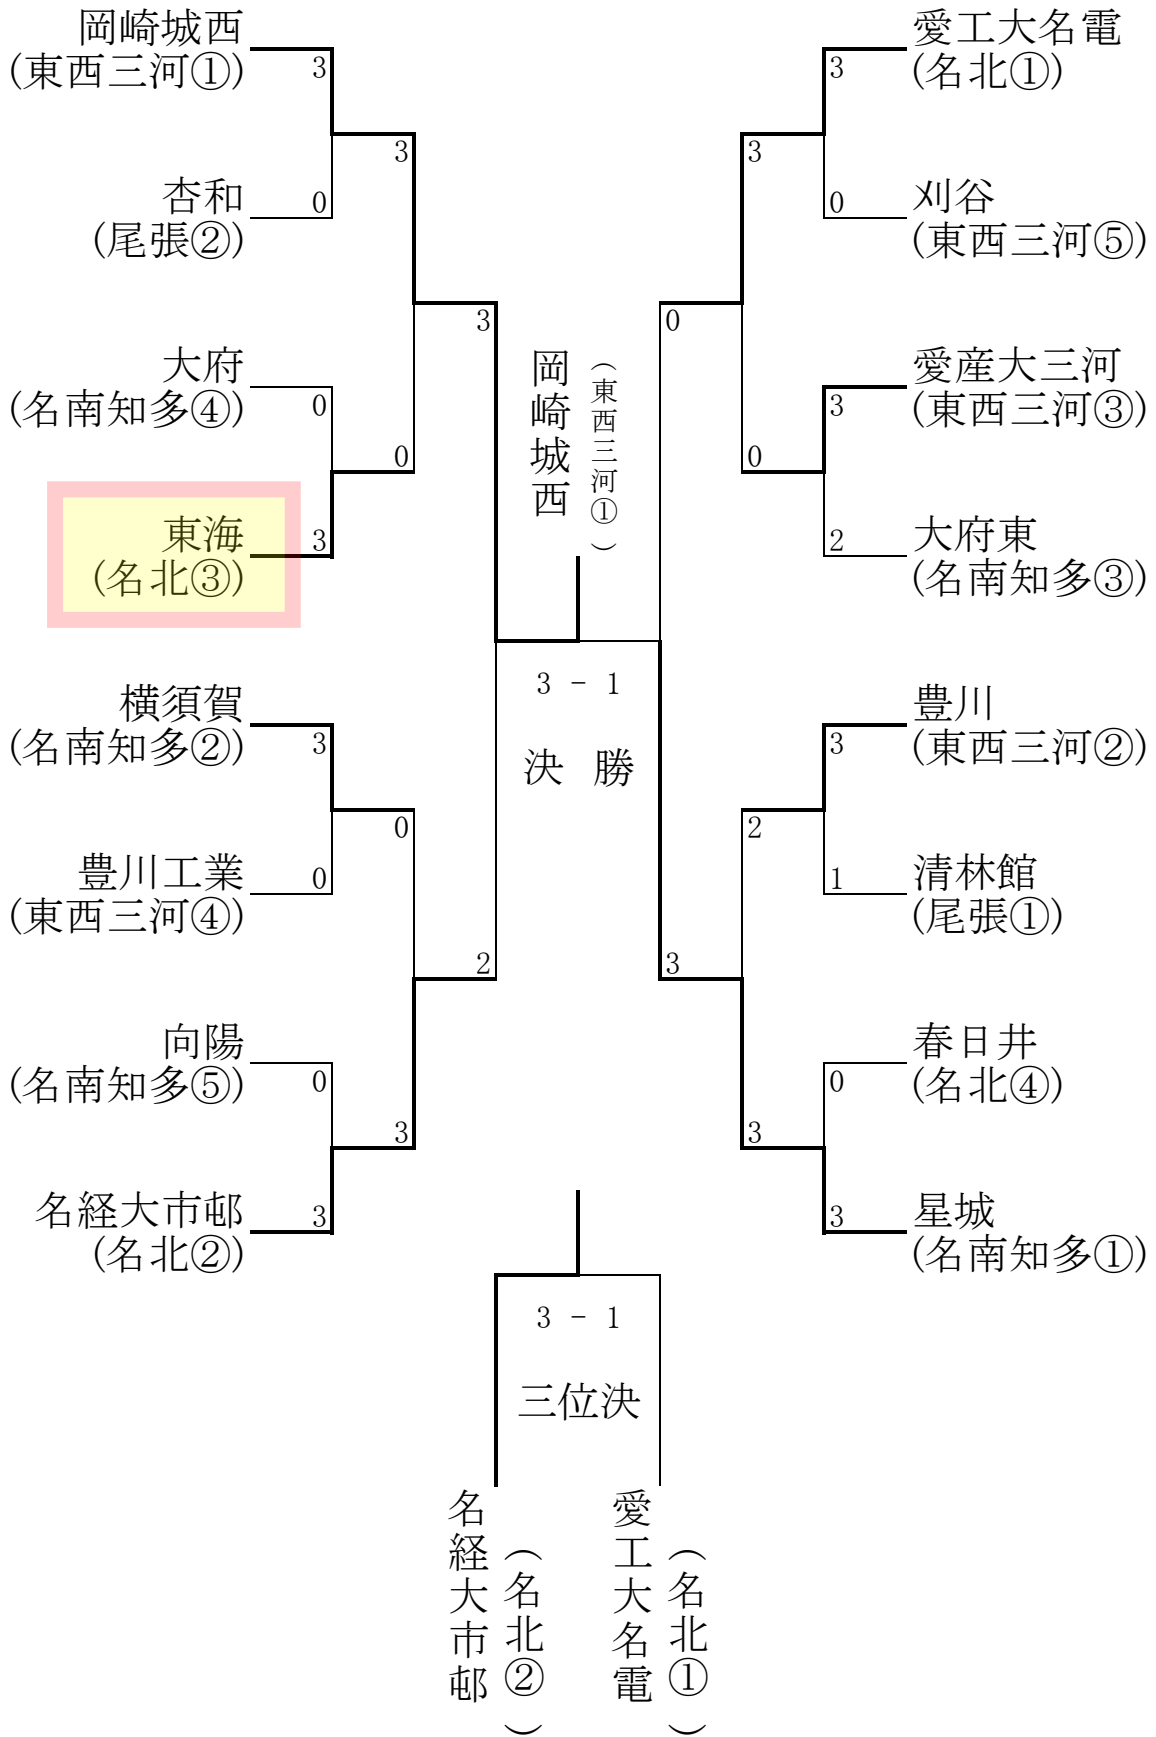 岡崎城西
(東西三河①)
3
3
杏和
(尾張②)
0
大府
(名南知多④)
0
0
東海
(名北③)
3
3
横須賀
(名南知多②)
3
0
豊川工業
(東西三河④)
0
向陽
(名南知多⑤)
0
3
名経大市邨
(名北②)
3
2
岡崎城西
(東西三河①)
3 - 1
決 勝
愛工大名電
(名北①)
3
3
刈谷
(東西三河⑤)
0
0
愛産大三河
(東西三河③)
3
0
大府東
(名南知多③)
2
豊川
(東西三河②)
3
2
清林館
(尾張①)
1
3
春日井
(名北④)
0
3
星城
(名南知多①)
3
3 - 1
三位決
名経大市邨
(名北②)
愛工大名電
(名北①)